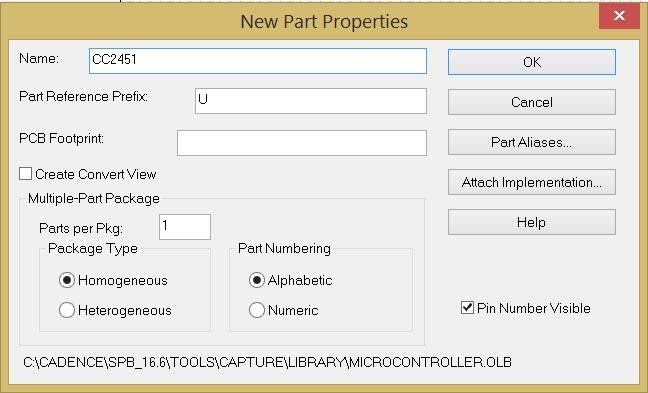 New Part Properties
Name: CC2451
OK
Part Reference Prefix: U
Cancel
PCB Footprint:
Part Aliases...
Create Convert View
Attach Implementation...
Multiple-Part Package
Parts per Pkg: 1
Help
Package Type
Part Numbering
Homogeneous
Alphabetic
Heterogeneous
Numeric
Pin Number Visible
C:\CADENCE\SPB_16.6\TOOLS\CAPTURE\LIBRARY\MICROCONTROLLER.OLB